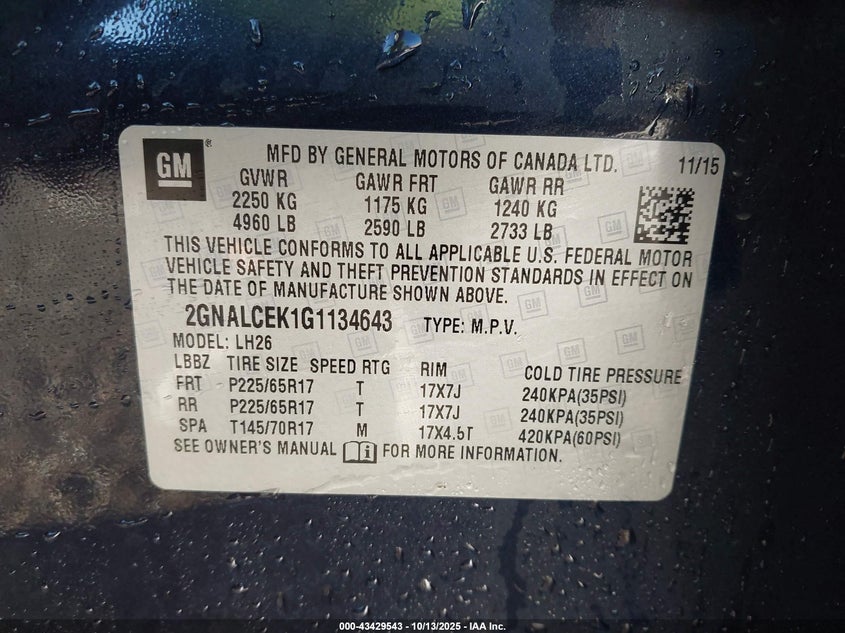 GM ® MFD BY GENERAL MOTORS OF CANADA LTD. 11/15
GVWR GAWR FRT GAWR RR
2250 KG 1175 KG 1240 KG
4960 LB 2590 LB 2733 LB
THIS VEHICLE CONFORMS TO ALL APPLICABLE U.S. FEDERAL MOTOR
VEHICLE SAFETY AND THEFT PREVENTION STANDARDS IN EFFECT ON
THE DATE OF MANUFACTURE SHOWN ABOVE.
2GNALCEK1G1134643 TYPE: M.P.V.
MODEL: LH26
LBBZ TIRE SIZE SPEED RTG RIM COLD TIRE PRESSURE
FRT P225/65R17 T 17X7J 240KPA(35PSI)
RR P225/65R17 T 17X7J 240KPA(35PSI)
SPA T145/70R17 M 17X4.5T 420KPA(60PSI)
SEE OWNER'S MANUAL i FOR MORE INFORMATION.
000-43429543 | 10/13/2025 - IAA Inc.